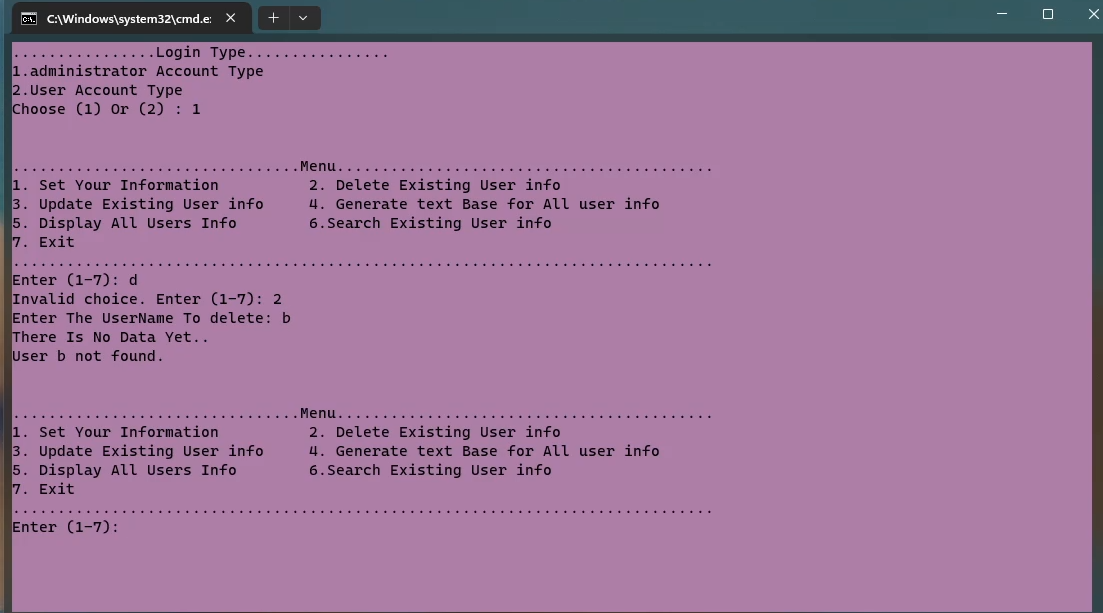 C:\Windows\system32\cmd.e:
................Login Type................
1.administrator Account Type
2.User Account Type
Choose (1) Or (2) : 1
................................Menu..........................................
1. Set Your Information          2. Delete Existing User info
3. Update Existing User info     4. Generate text Base for All user info
5. Display All Users Info        6.Search Existing User info
7. Exit
..............................................................................
Enter (1-7): d
Invalid choice. Enter (1-7): 2
Enter The UserName To delete: b
There Is No Data Yet..
User b not found.
................................Menu..........................................
1. Set Your Information          2. Delete Existing User info
3. Update Existing User info     4. Generate text Base for All user info
5. Display All Users Info        6.Search Existing User info
7. Exit
..............................................................................
Enter (1-7):